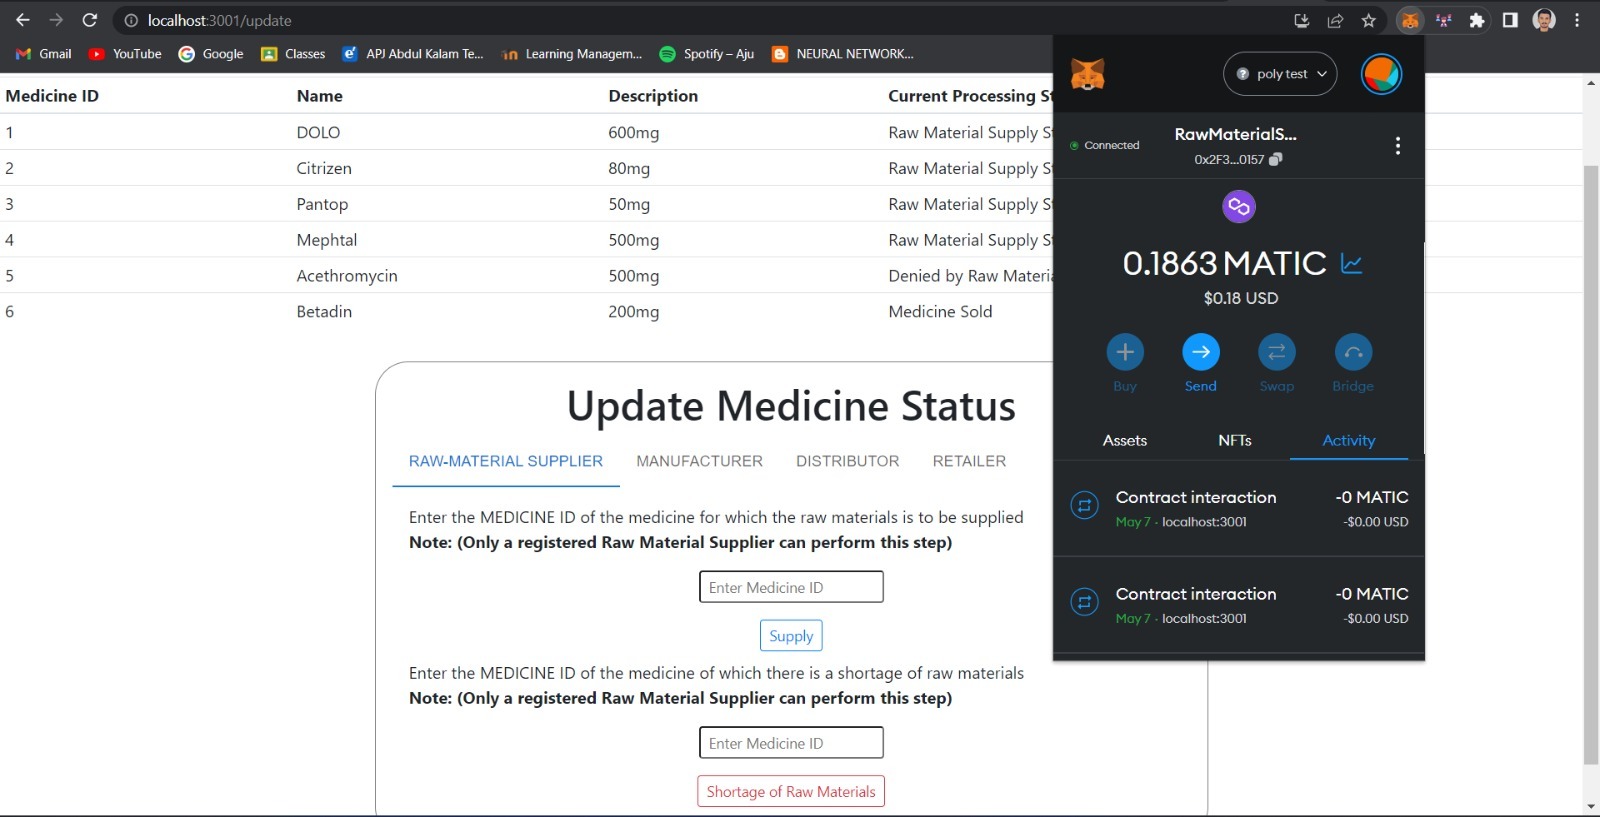 localhost:3001/update
Gmail YouTube Google Classes APJ Abdul Kalam Te... Learning Managem... Spotify – Aju NEURAL NETWORK...
Medicine ID Name Description Current Processing St
1 DOLO 600mg Raw Material Supply St
2 Citrizen 80mg Raw Material Supply St
3 Pantop 50mg Raw Material Supply St
4 Mephtal 500mg Raw Material Supply St
5 Acethromycin 500mg Denied by Raw Materia
6 Betadin 200mg Medicine Sold
Update Medicine Status
RAW-MATERIAL SUPPLIER MANUFACTURER DISTRIBUTOR RETAILER
Enter the MEDICINE ID of the medicine for which the raw materials is to be supplied
Note: (Only a registered Raw Material Supplier can perform this step)
Enter Medicine ID
Supply
Enter the MEDICINE ID of the medicine of which there is a shortage of raw materials
Note: (Only a registered Raw Material Supplier can perform this step)
Enter Medicine ID
Shortage of Raw Materials
poly test
Connected
RawMaterialS...
0x2F3...0157
0.1863 MATIC
$0.18 USD
Buy Send Swap Bridge
Assets NFTs Activity
Contract interaction -0 MATIC
May 7 · localhost:3001 -$0.00 USD
Contract interaction -0 MATIC
May 7 · localhost:3001 -$0.00 USD